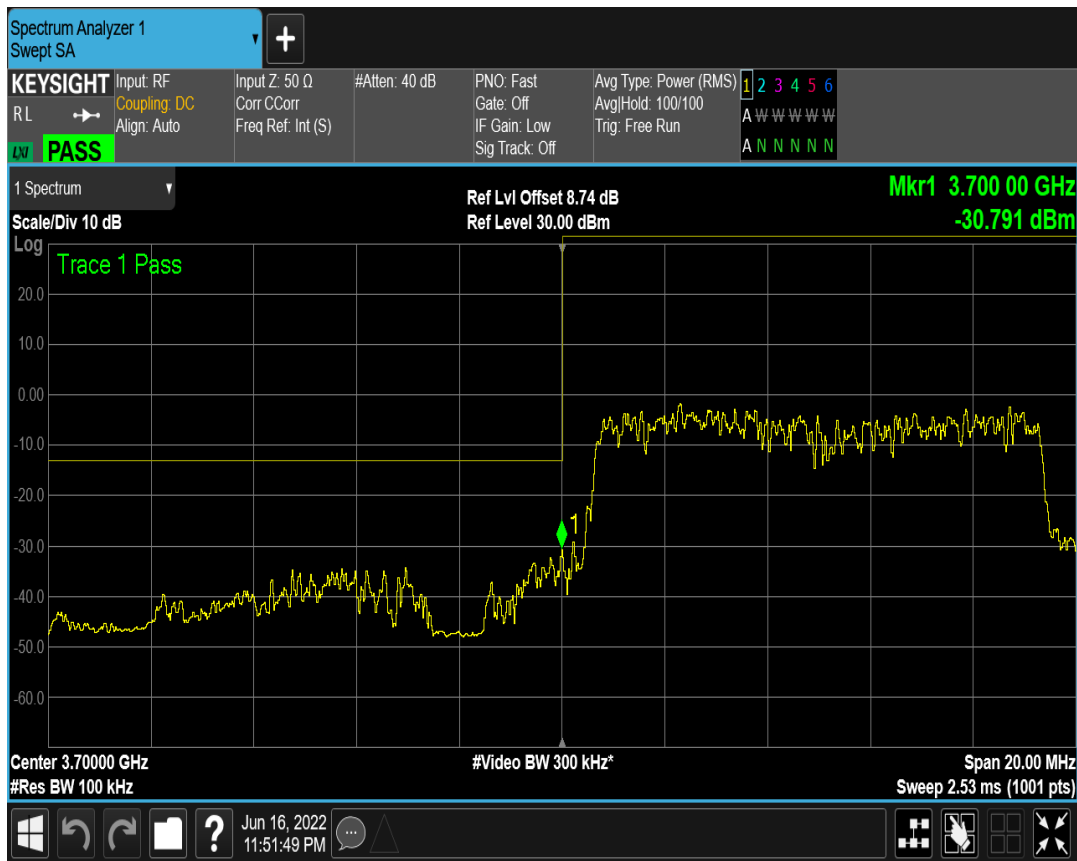 Spectrum Analyzer 1
Swept SA
+
KEYSIGHT
RL
LXI PASS
Input: RF
Coupling: DC
Align: Auto
Input Z: 50 Ω
Corr CCorr
Freq Ref: Int (S)
#Atten: 40 dB
PNO: Fast
Gate: Off
IF Gain: Low
Sig Track: Off
Avg Type: Power (RMS)
Avg|Hold: 100/100
Trig: Free Run
1 2 3 4 5 6
A W W W W W
A N N N N N
1 Spectrum
Scale/Div 10 dB
Ref Lvl Offset 8.74 dB
Ref Level 30.00 dBm
Mkr1 3.700 00 GHz
-30.791 dBm
Log
Trace 1 Pass
20.0
10.0
0.00
-10.0
-20.0
1
-30.0
-40.0
-50.0
-60.0
Center 3.70000 GHz
#Res BW 100 kHz
#Video BW 300 kHz*
Span 20.00 MHz
Sweep 2.53 ms (1001 pts)
?
Jun 16, 2022
11:51:49 PM